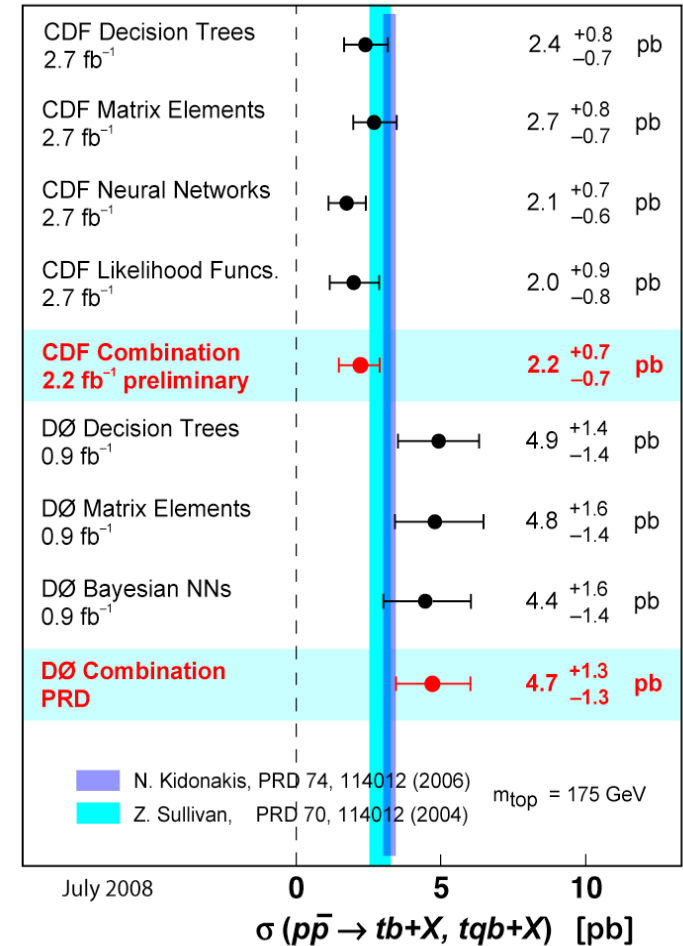 CDF Decision Trees
2.7 fb⁻¹
2.4 +0.8 −0.7 pb
CDF Matrix Elements
2.7 fb⁻¹
2.7 +0.8 −0.7 pb
CDF Neural Networks
2.7 fb⁻¹
2.1 +0.7 −0.6 pb
CDF Likelihood Funcs.
2.7 fb⁻¹
2.0 +0.9 −0.8 pb
CDF Combination
2.2 fb⁻¹ preliminary
2.2 +0.7 −0.7 pb
DØ Decision Trees
0.9 fb⁻¹
4.9 +1.4 −1.4 pb
DØ Matrix Elements
0.9 fb⁻¹
4.8 +1.6 −1.4 pb
DØ Bayesian NNs
0.9 fb⁻¹
4.4 +1.6 −1.4 pb
DØ Combination
PRD
4.7 +1.3 −1.3 pb
N. Kidonakis, PRD 74, 114012 (2006)
Z. Sullivan, PRD 70, 114012 (2004)
m_top = 175 GeV
July 2008
0 5 10
σ (pp̄ → tb+X, tqb+X) [pb]